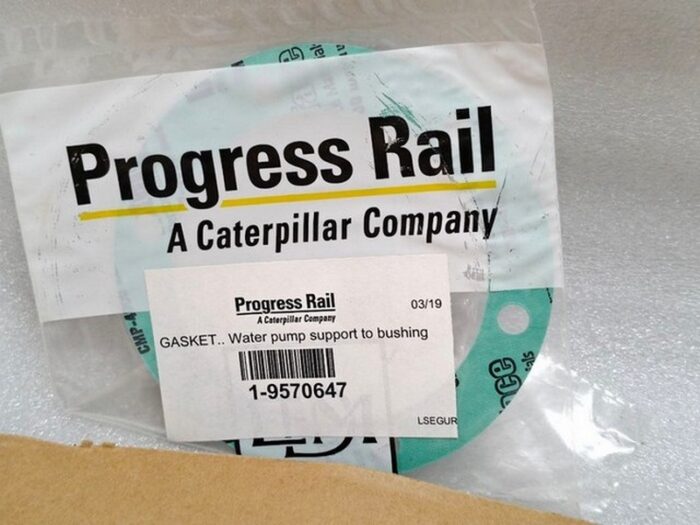 Progress Rail
A Caterpillar Company
Progress Rail
A Caterpillar Company
03/19
GASKET.. Water pump support to bushing
1-9570647
LSEGUR